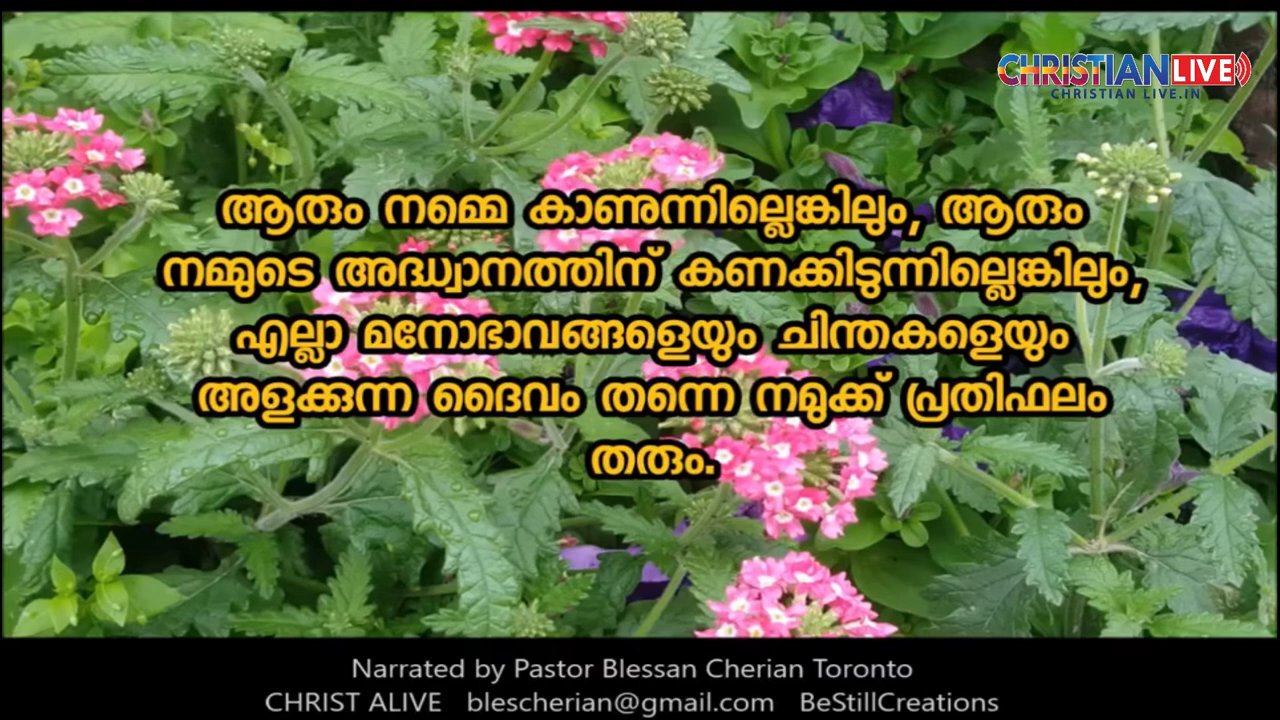 CHRISTIAN LIVE
CHRISTIAN LIVE.IN
ആരും നമ്മെ കാണുന്നില്ലെങ്കിലും, ആരും
നമ്മുടെ അദ്ധ്വാനത്തിന് കണക്കിടുന്നില്ലെങ്കിലും,
എല്ലാ മനോഭാവങ്ങളെയും ചിന്തകളെയും
അളക്കുന്ന ദൈവം തന്നെ നമുക്ക് പ്രതിഫലം
തരും.
Narrated by Pastor Blessan Cherian Toronto
CHRIST ALIVE blescherian@gmail.com BeStillCreations